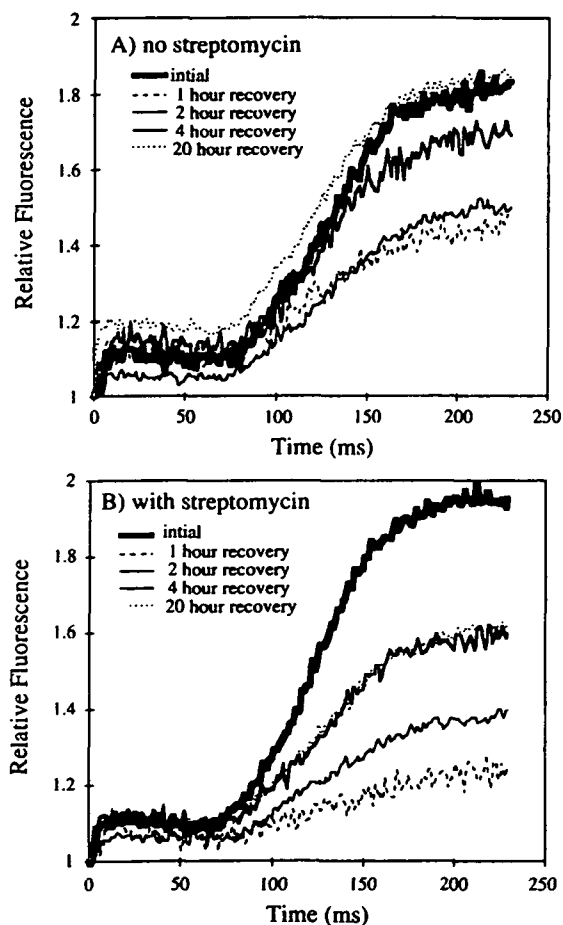 A) no streptomycin
intial
1 hour recovery
2 hour recovery
4 hour recovery
20 hour recovery
2
1.8
1.6
1.4
1.2
1
Relative Fluorescence
0
50
100
150
200
250
Time (ms)
B) with streptomycin
intial
1 hour recovery
2 hour recovery
4 hour recovery
20 hour recovery
2
1.8
1.6
1.4
1.2
1
Relative Fluorescence
0
50
100
150
200
250
Time (ms)